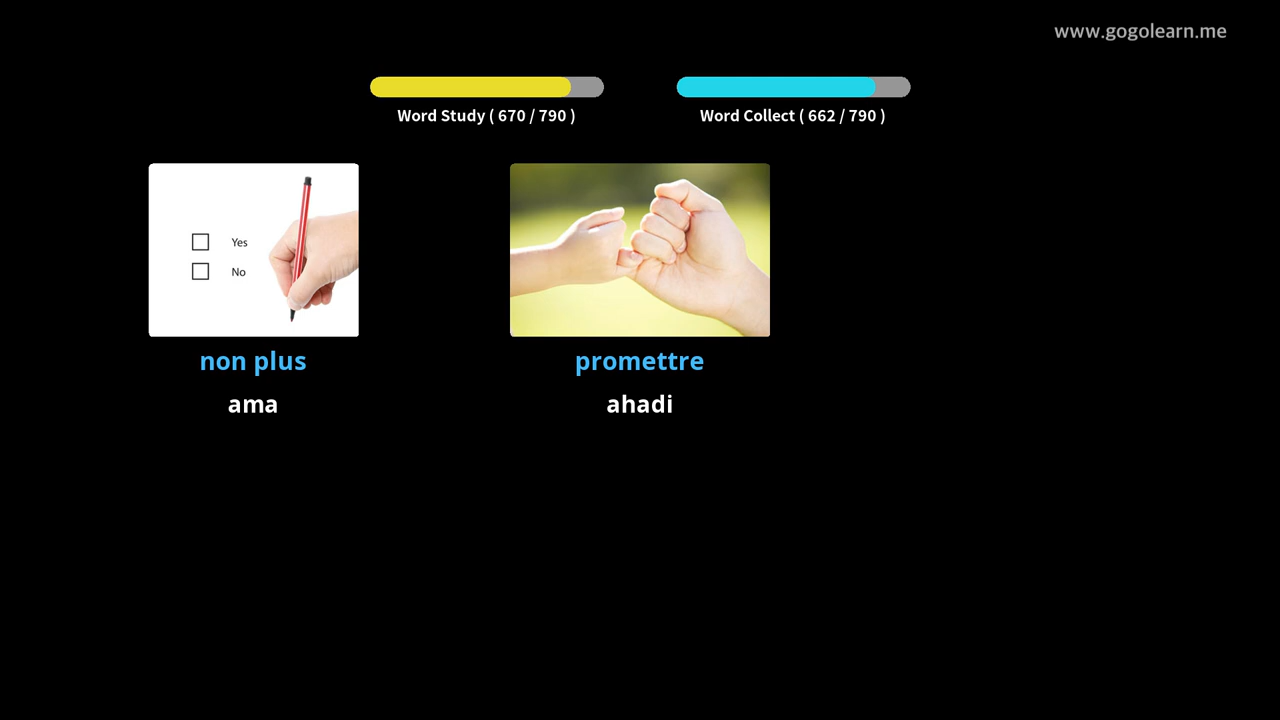 www.gogolearn.me
Word Study ( 670 / 790 )
Word Collect ( 662 / 790 )
Yes
No
non plus
promettre
ama
ahadi